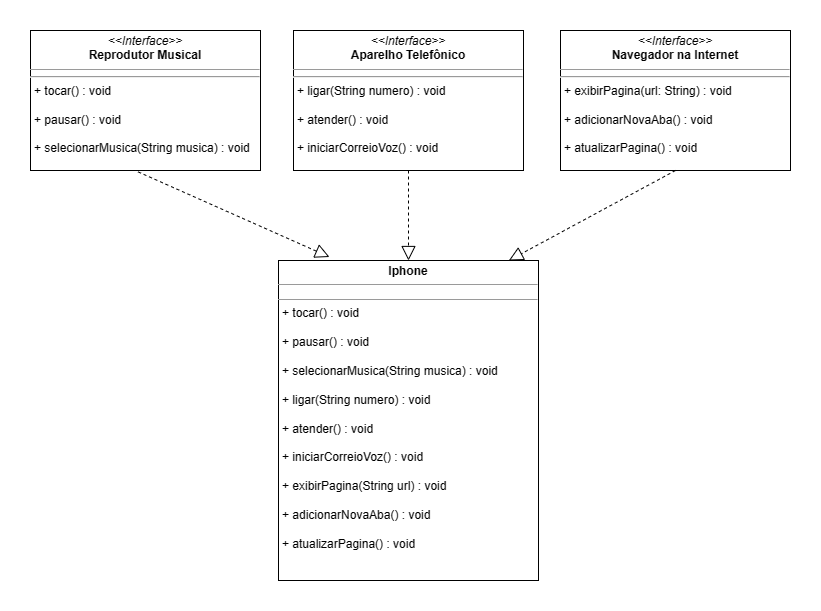 <<Interface>>
Reprodutor Musical
+ tocar() : void
+ pausar() : void
+ selecionarMusica(String musica) : void
<<Interface>>
Aparelho Telefônico
+ ligar(String numero) : void
+ atender() : void
+ iniciarCorreioVoz() : void
<<Interface>>
Navegador na Internet
+ exibirPagina(url: String) : void
+ adicionarNovaAba() : void
+ atualizarPagina() : void
Iphone
+ tocar() : void
+ pausar() : void
+ selecionarMusica(String musica) : void
+ ligar(String numero) : void
+ atender() : void
+ iniciarCorreioVoz() : void
+ exibirPagina(String url) : void
+ adicionarNovaAba() : void
+ atualizarPagina() : void